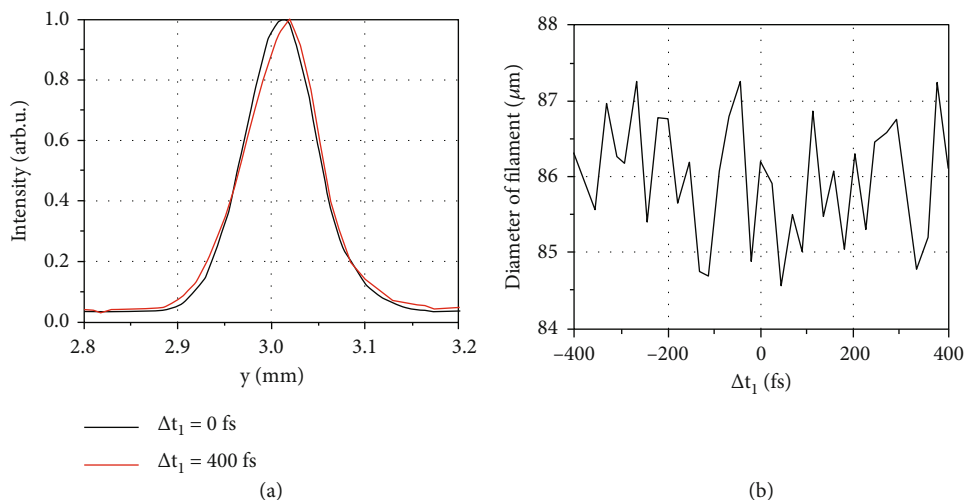 1.0
0.8
0.6
0.4
0.2
0.0
Intensity (arb.u.)
2.8
2.9
3.0
3.1
3.2
y (mm)
Δt₁ = 0 fs
Δt₁ = 400 fs
(a)
88
87
86
85
84
Diameter of filament (μm)
−400
−200
0
200
400
Δt₁ (fs)
(b)